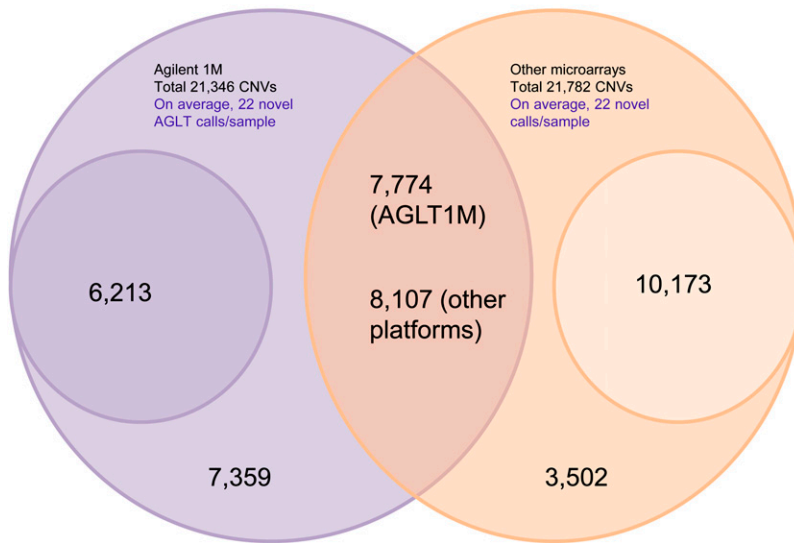 Agilent 1M
Total 21,346 CNVs
On average, 22 novel
AGLT calls/sample
Other microarrays
Total 21,782 CNVs
On average, 22 novel
calls/sample
7,774
(AGLT1M)
8,107 (other
platforms)
6,213
10,173
7,359
3,502